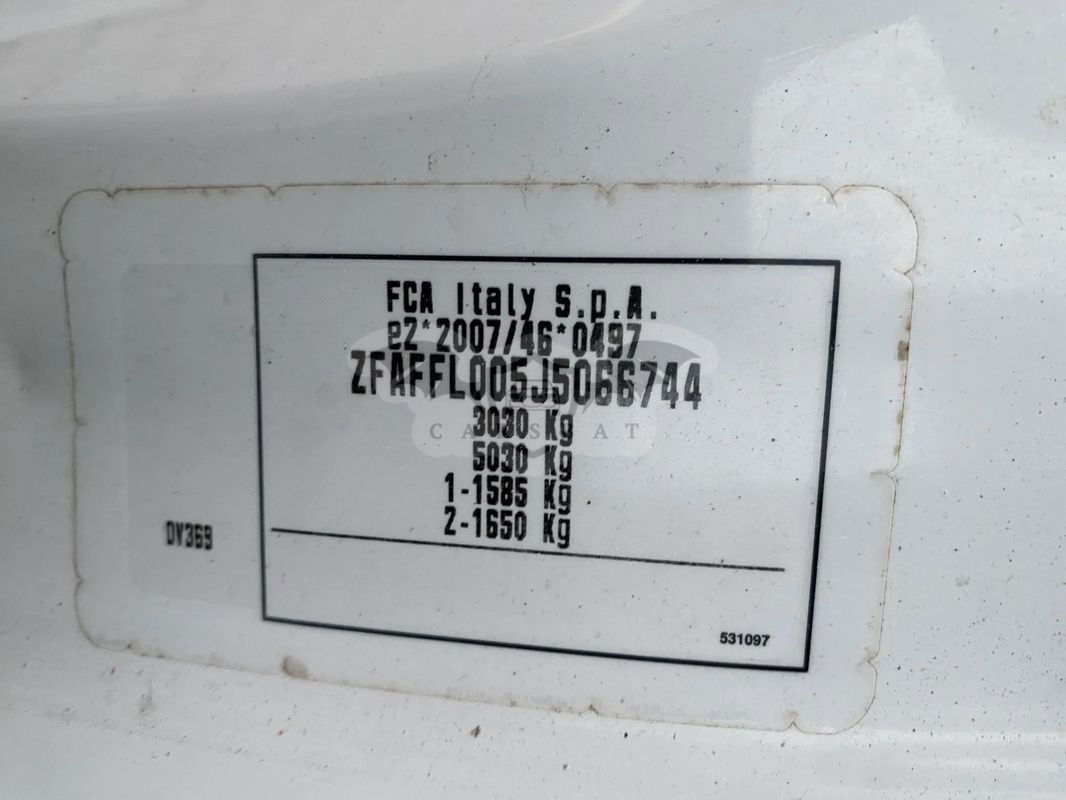 FCA Italy S.p.A.
e2*2007/46*0497
ZFAFFL005J5066744
3030 Kg
CARSBAT
5030 Kg
1-1585 Kg
2-1650 Kg
DV369
531097